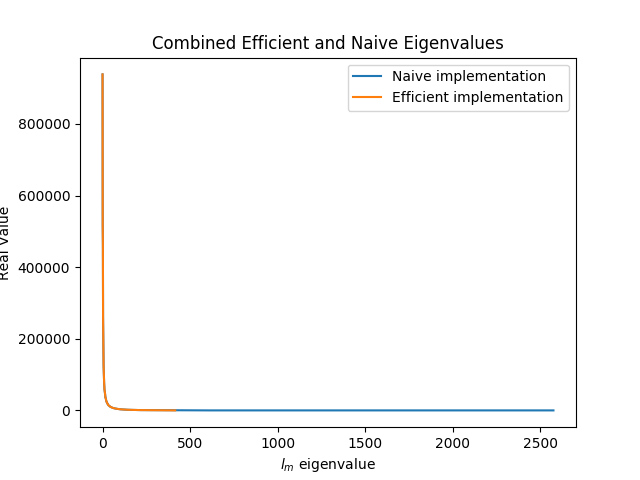 Combined Efficient and Naive Eigenvalues
Naive implementation
Efficient implementation
800000
600000
400000
200000
0
Real Value
0 500 1000 1500 2000 2500
l_m eigenvalue